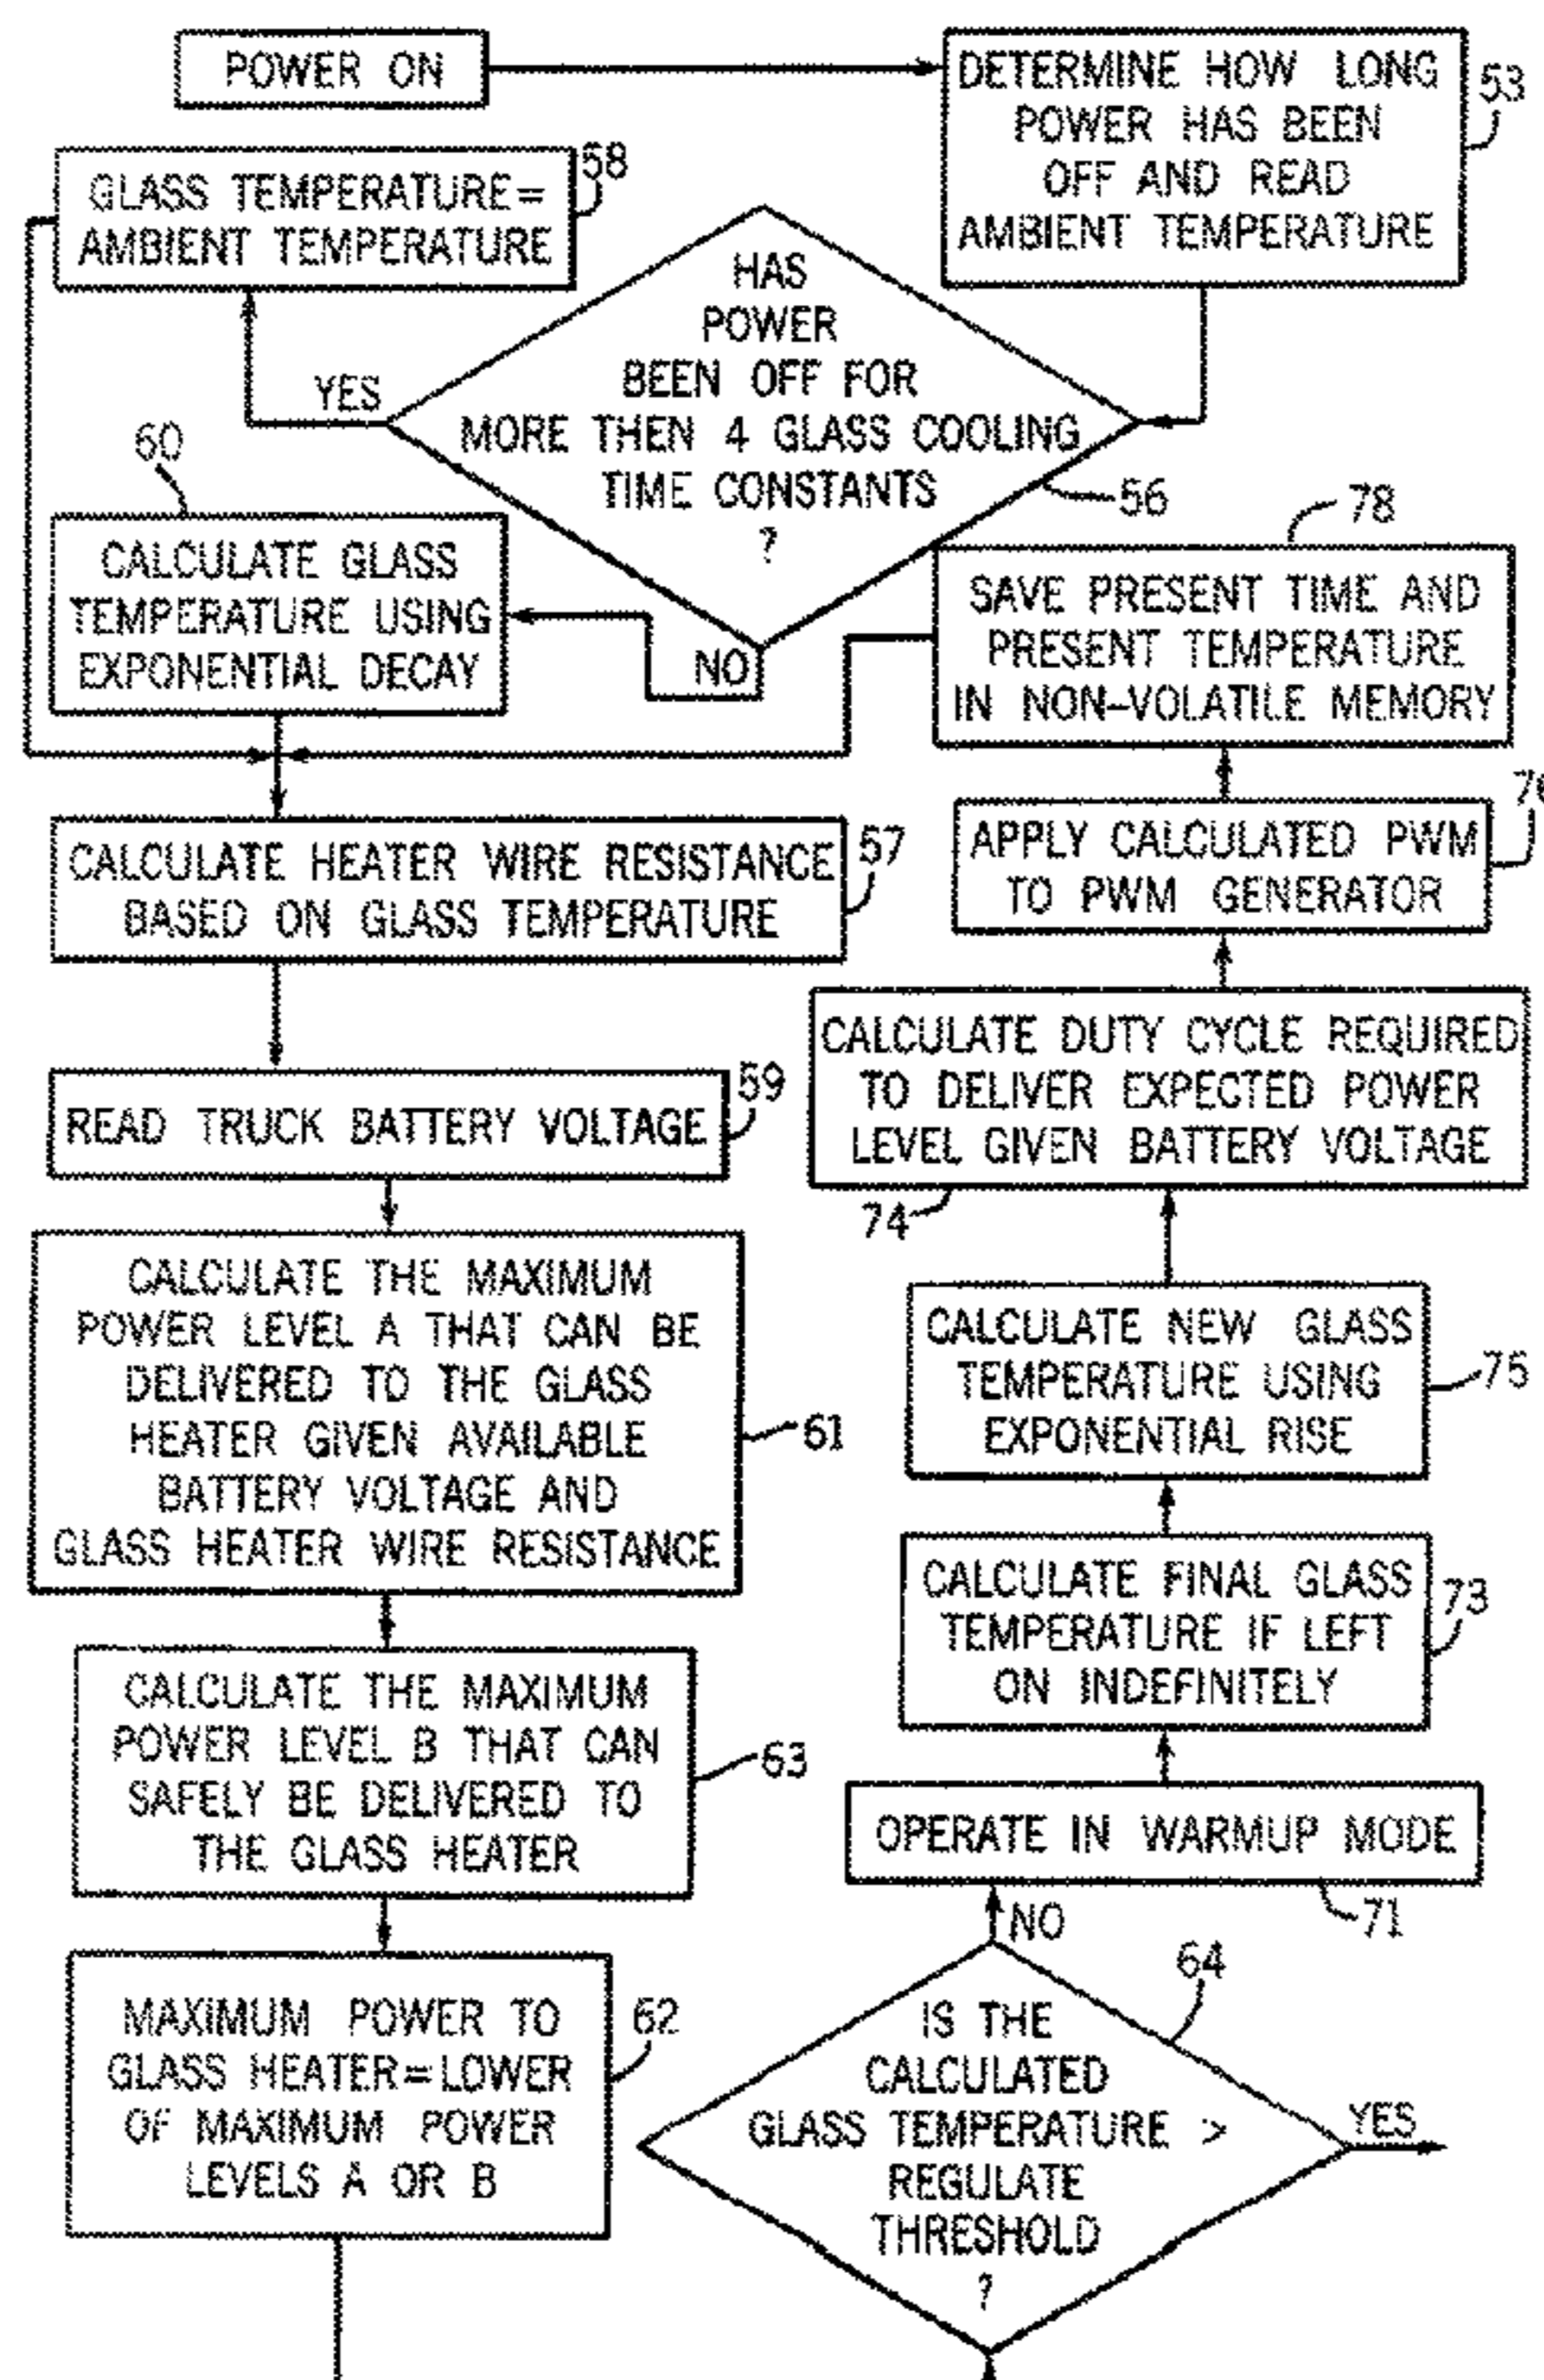 POWER ON
DETERMINE HOW LONG
POWER HAS BEEN
OFF AND READ
AMBIENT TEMPERATURE
53
GLASS TEMPERATURE=
AMBIENT TEMPERATURE
58
HAS
POWER
BEEN OFF FOR
MORE THEN 4 GLASS COOLING
TIME CONSTANTS
?
YES
NO
56
60
CALCULATE GLASS
TEMPERATURE USING
EXPONENTIAL DECAY
CALCULATE HEATER WIRE RESISTANCE
BASED ON GLASS TEMPERATURE
57
READ TRUCK BATTERY VOLTAGE
59
CALCULATE THE MAXIMUM
POWER LEVEL A THAT CAN BE
DELIVERED TO THE GLASS
HEATER GIVEN AVAILABLE
BATTERY VOLTAGE AND
GLASS HEATER WIRE RESISTANCE
61
CALCULATE THE MAXIMUM
POWER LEVEL B THAT CAN
SAFELY BE DELIVERED TO
THE GLASS HEATER
63
MAXIMUM POWER TO
GLASS HEATER=LOWER
OF MAXIMUM POWER
LEVELS A OR B
62
IS THE
CALCULATED
GLASS TEMPERATURE >
REGULATE
THRESHOLD
?
64
YES
NO
OPERATE IN WARMUP MODE
71
CALCULATE FINAL GLASS
TEMPERATURE IF LEFT
ON INDEFINITELY
73
CALCULATE NEW GLASS
TEMPERATURE USING
EXPONENTIAL RISE
75
CALCULATE DUTY CYCLE REQUIRED
TO DELIVER EXPECTED POWER
LEVEL GIVEN BATTERY VOLTAGE
74
APPLY CALCULATED PWM
TO PWM GENERATOR
SAVE PRESENT TIME AND
PRESENT TEMPERATURE
IN NON-VOLATILE MEMORY
78